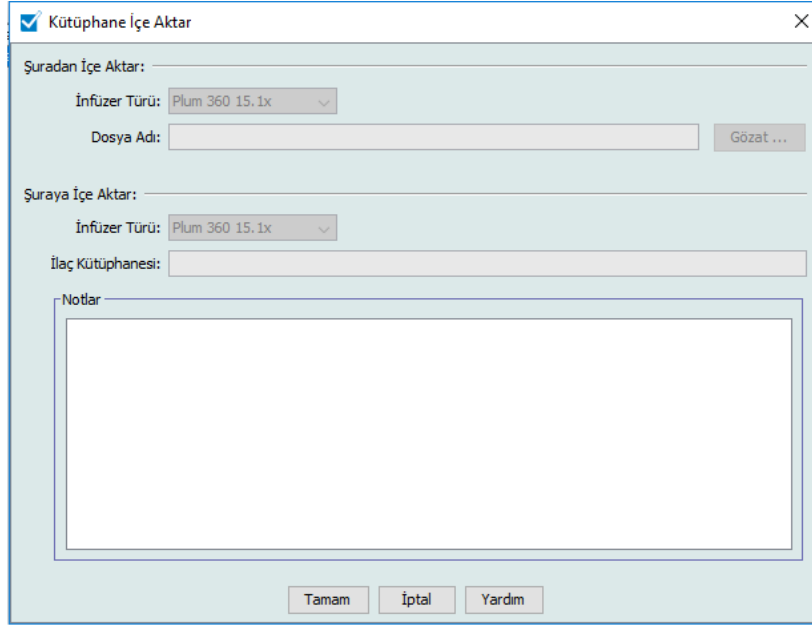 Kütüphane İçe Aktar
Şuradan İçe Aktar:
İnfüzer Türü: Plum 360 15.1x
Dosya Adı: Gözat ...
Şuraya İçe Aktar:
İnfüzer Türü: Plum 360 15.1x
İlaç Kütüphanesi:
Notlar
Tamam İptal Yardım